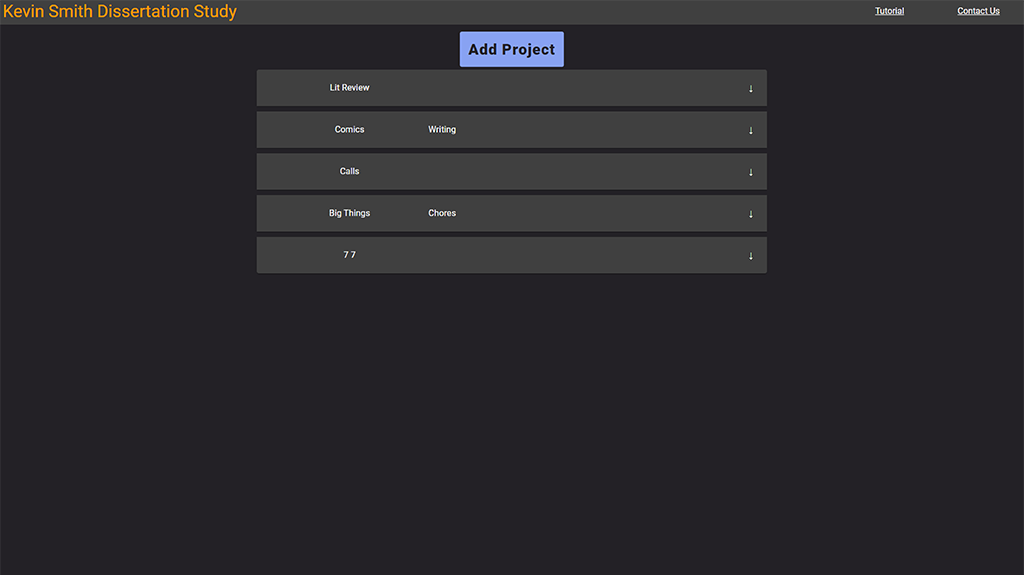 Kevin Smith Dissertation Study
Tutorial
Contact Us
Add Project
Lit Review ↓
Comics Writing ↓
Calls ↓
Big Things Chores ↓
7 7 ↓